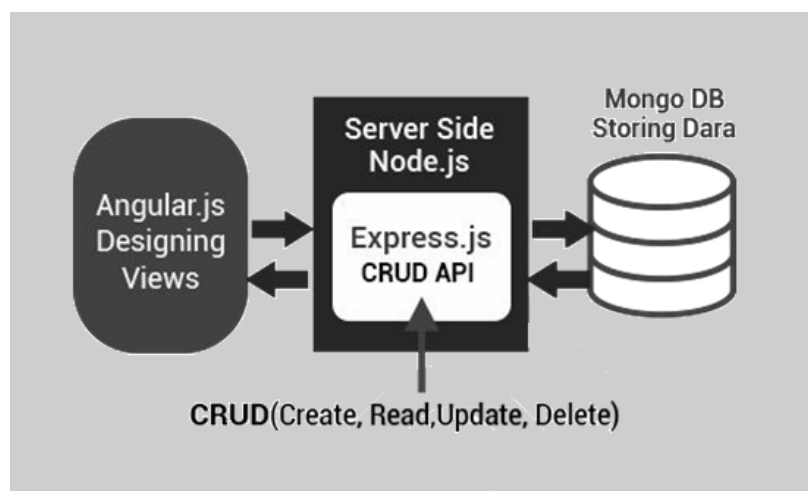 Angular.js
Designing
Views
Server Side
Node.js
Express.js
CRUD API
Mongo DB
Storing Dara
CRUD(Create, Read,Update, Delete)